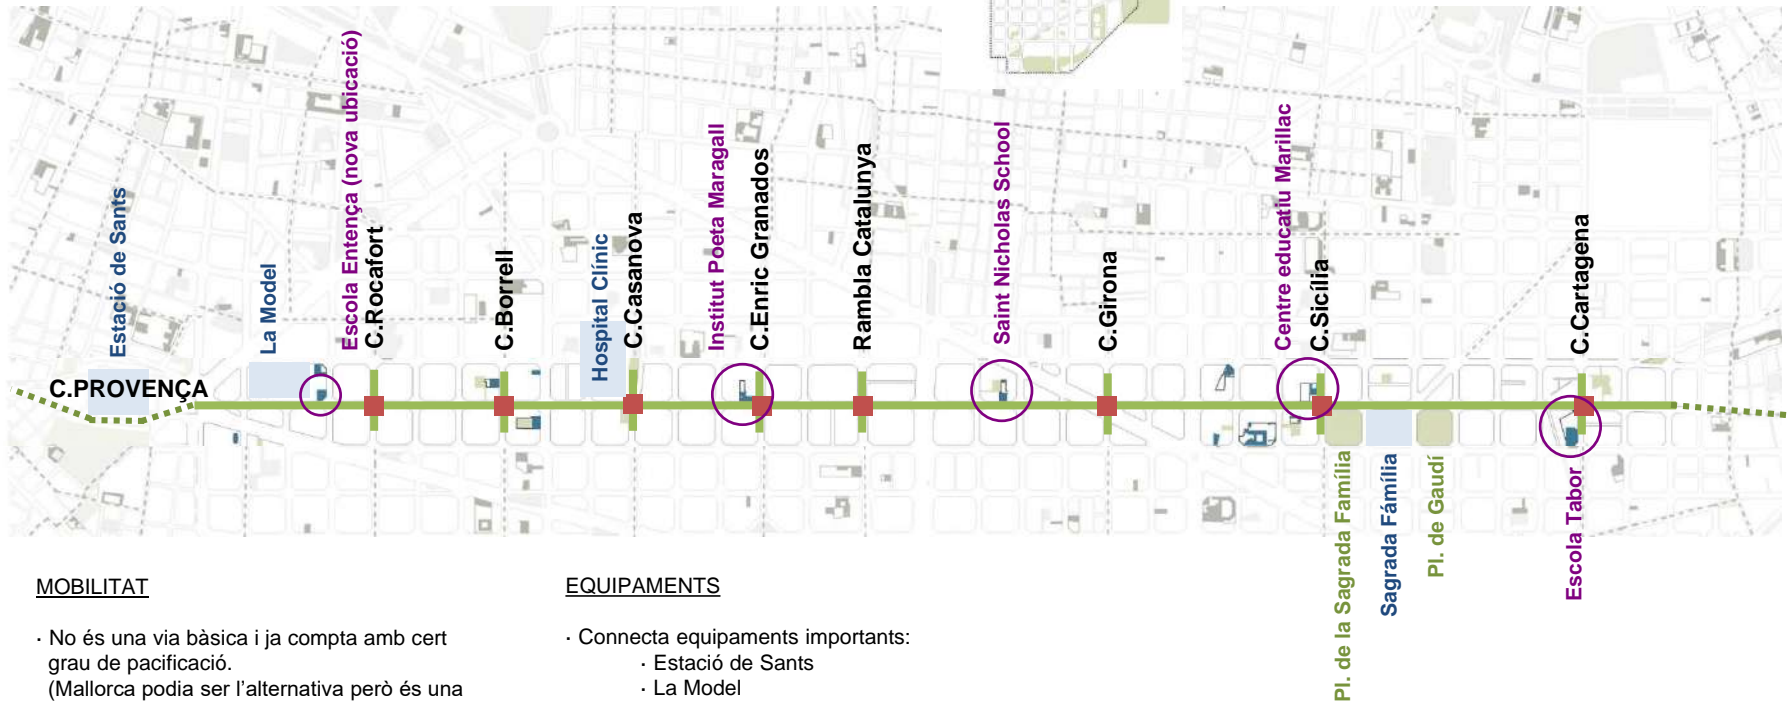 Estació de Sants
La Model
Escola Entença (nova ubicació)
C.Rocafort
C.Borrell
Hospital Clínic
C.Casanova
Institut Poeta Maragall
C.Enric Granados
Rambla Catalunya
Saint Nicholas School
C.Girona
Centre educatiu Marillac
C.Sicília
C.Cartagena
C.PROVENÇA
Pl. de la Sagrada Família
Sagrada Fámília
Pl. de Gaudí
Escola Tabor
MOBILITAT
· No és una via bàsica i ja compta amb cert
grau de pacificació.
(Mallorca podia ser l’alternativa però és una
EQUIPAMENTS
· Connecta equipaments importants:
· Estació de Sants
· La Model